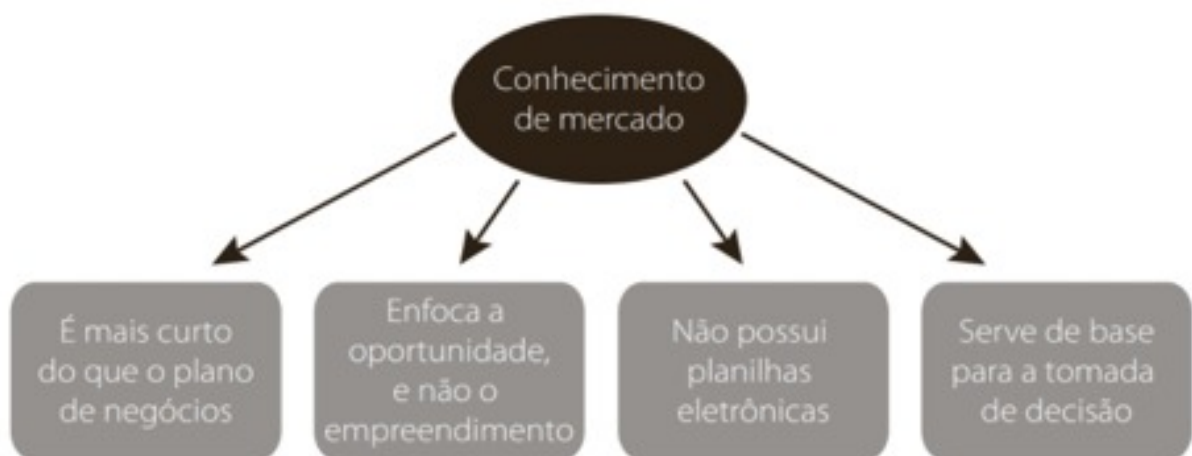 Conhecimento
de mercado
É mais curto
do que o plano
de negócios
Enfoca a
oportunidade,
e não o
empreendimento
Não possui
planilhas
eletrônicas
Serve de base
para a tomada
de decisão